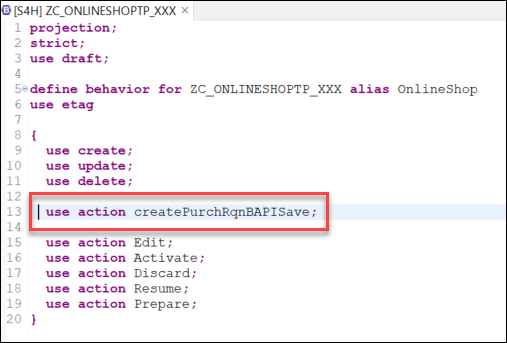 [S4H] ZC_ONLINESHOPTP_XXX
1 projection;
2 strict;
3 use draft;
4
5 define behavior for ZC_ONLINESHOPTP_XXX alias OnlineShop
6 use etag
7
8 {
9 use create;
10 use update;
11 use delete;
12
13 use action createPurchRqnBAPISave;
14
15 use action Edit;
16 use action Activate;
17 use action Discard;
18 use action Resume;
19 use action Prepare;
20 }